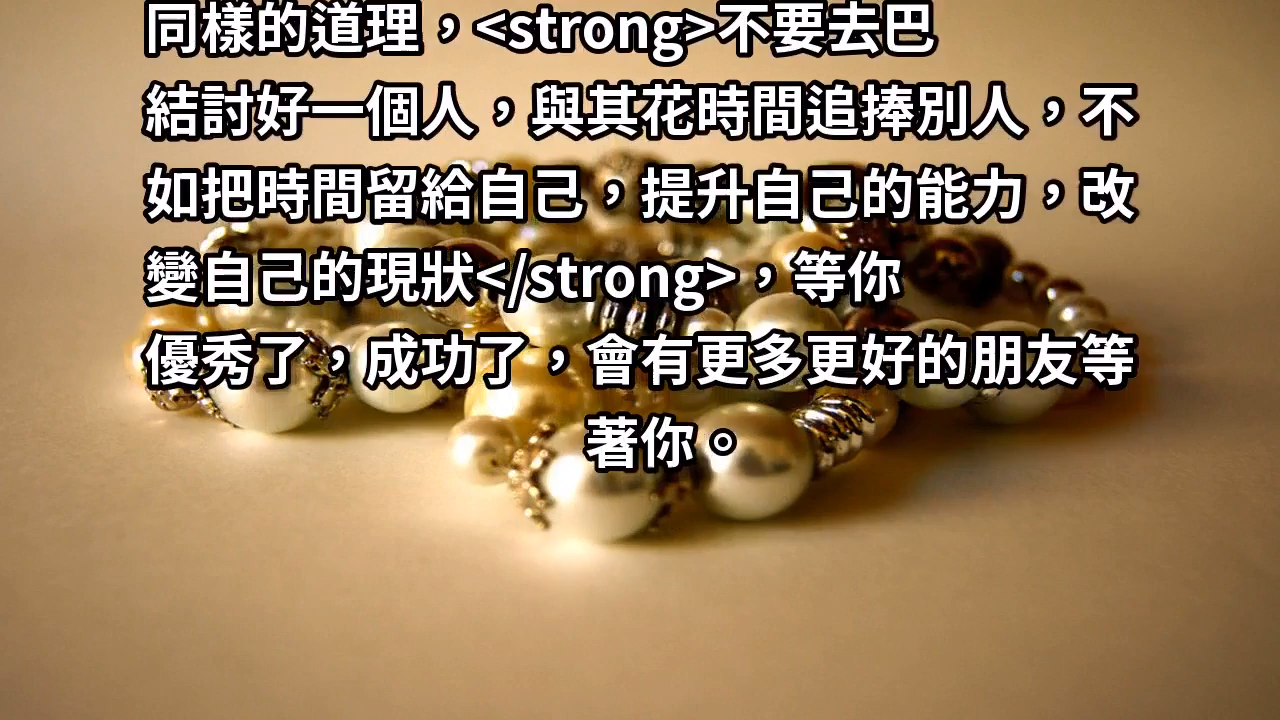 同樣的道理，<strong>不要去巴
結討好一個人，與其花時間追捧別人，不
如把時間留給自己，提升自己的能力，改
變自己的現狀</strong>，等你
優秀了，成功了，會有更多更好的朋友等
著你。